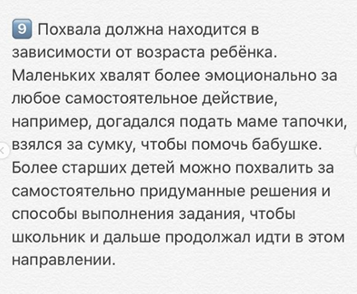 9️⃣ Похвала должна находится в
зависимости от возраста ребёнка.
Маленьких хвалят более эмоционально за
любое самостоятельное действие,
например, догадался подать маме тапочки,
взялся за сумку, чтобы помочь бабушке.
Более старших детей можно похвалить за
самостоятельно придуманные решения и
способы выполнения задания, чтобы
школьник и дальше продолжал идти в этом
направлении.